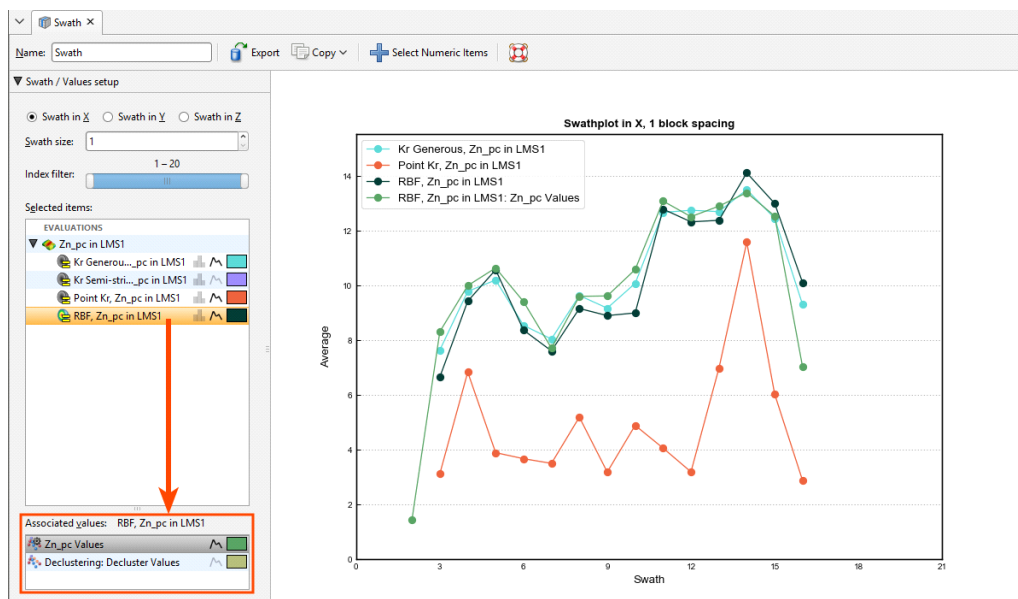 Swath
Name: Swath Export Copy Select Numeric Items
Swath / Values setup
Swath in X Swath in Y Swath in Z
Swath size: 1
1 – 20
Index filter:
Selected items:
EVALUATIONS
Zn_pc in LMS1
Kr Generou..._pc in LMS1
Kr Semi-stri..._pc in LMS1
Point Kr, Zn_pc in LMS1
RBF, Zn_pc in LMS1
Associated values: RBF, Zn_pc in LMS1
Zn_pc Values
Declustering: Decluster Values
Swathplot in X, 1 block spacing
Kr Generous, Zn_pc in LMS1
Point Kr, Zn_pc in LMS1
RBF, Zn_pc in LMS1
RBF, Zn_pc in LMS1: Zn_pc Values
Average
14
12
10
8
6
4
2
0
0 3 6 9 12 15 18 21
Swath